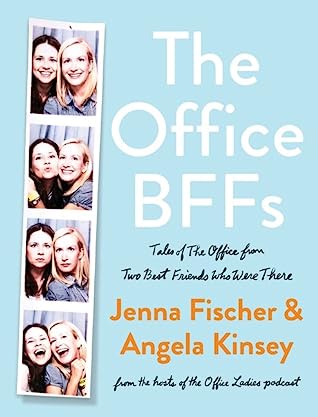 The
Office
BFFs
Tales of The Office from
Two Best Friends Who Were There
Jenna Fischer &
Angela Kinsey
from the hosts of the Office Ladies podcast